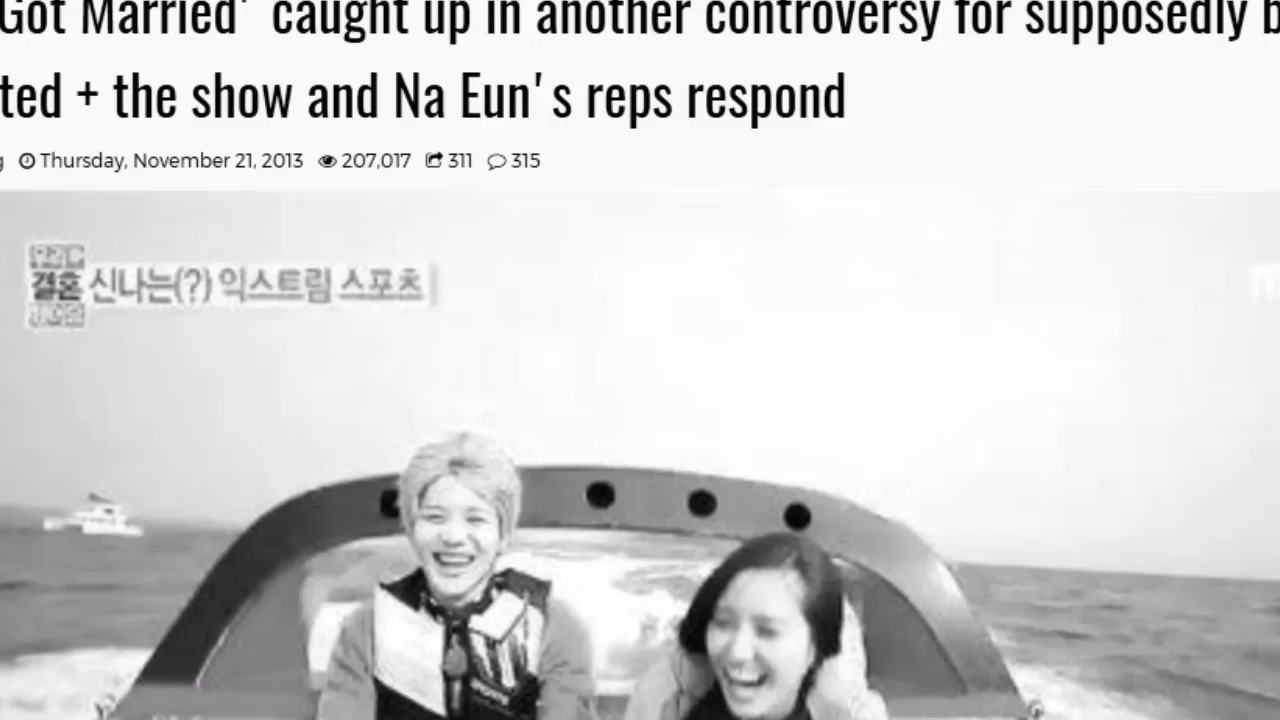 Got Married' caught up in another controversy for supposedly b
ted + the show and Na Eun's reps respond
g Thursday, November 21, 2013 207,017 311 315
결혼 신나는(?) 익스트림 스포츠